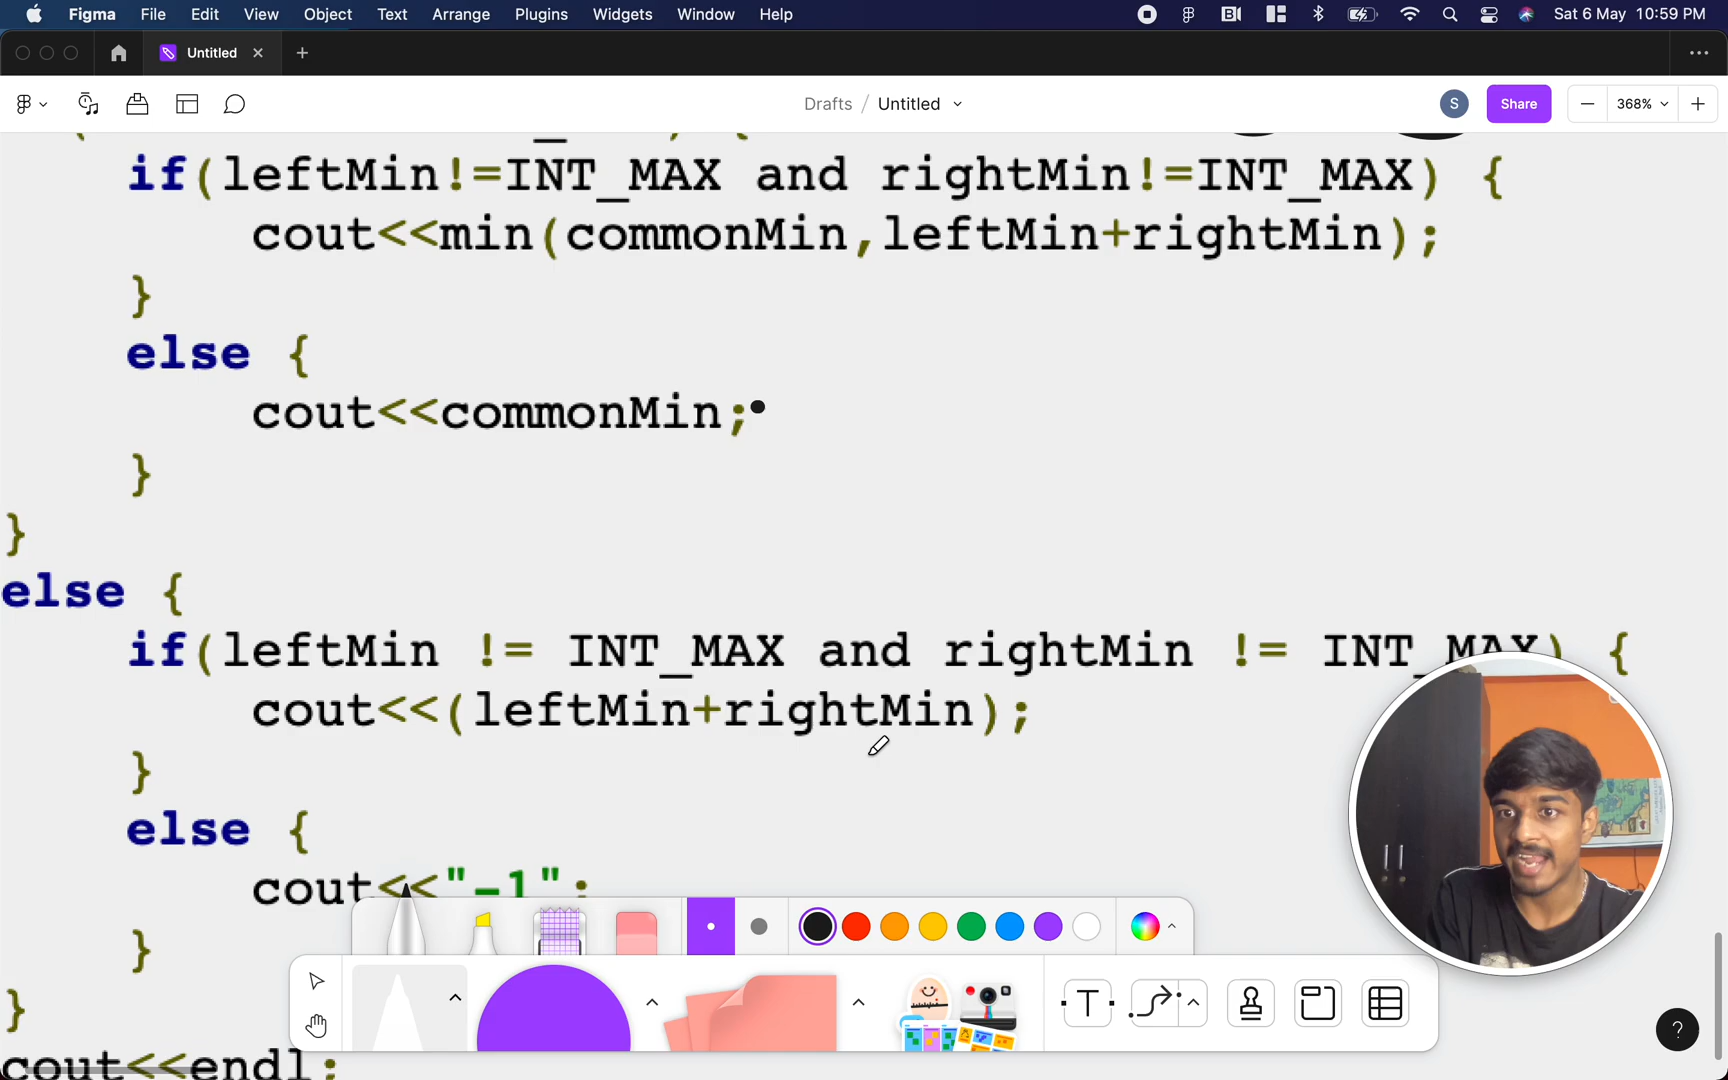 Figma File Edit View Object Text Arrange Plugins Widgets Window Help Sat 6 May 10:59 PM
Untitled
Drafts / Untitled S Share 368%
if(leftMin!=INT_MAX and rightMin!=INT_MAX) {
cout<<min(commonMin,leftMin+rightMin);
}
else {
cout<<commonMin;
}
}
else {
if(leftMin != INT_MAX and rightMin != INT_MAX) {
cout<<(leftMin+rightMin);
}
else {
cout<<"-1";
}
}
cout<<endl;
T
?